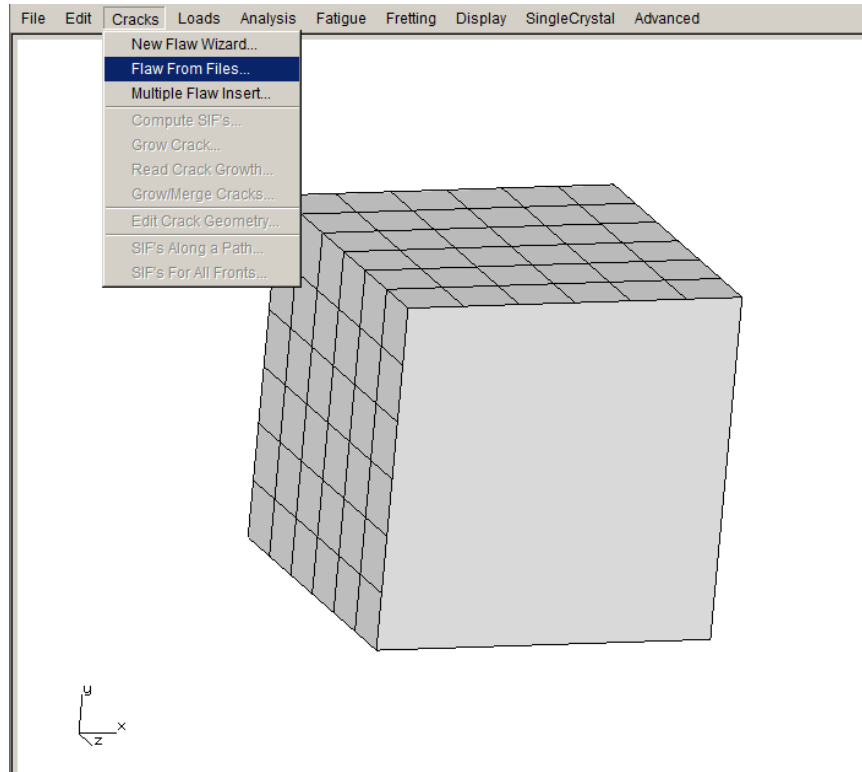 File Edit Cracks Loads Analysis Fatigue Fretting Display SingleCrystal Advanced
New Flaw Wizard...
Flaw From Files...
Multiple Flaw Insert...
Compute SIF's...
Grow Crack...
Read Crack Growth...
Grow/Merge Cracks...
Edit Crack Geometry...
SIF's Along a Path...
SIF's For All Fronts...
y
x
z